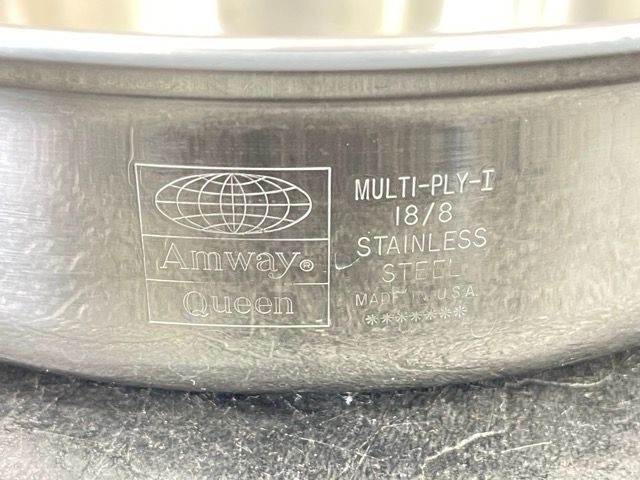 Amway®
Queen
MULTI-PLY-I
18/8
STAINLESS
STEEL
MADE IN U.S.A.
*******